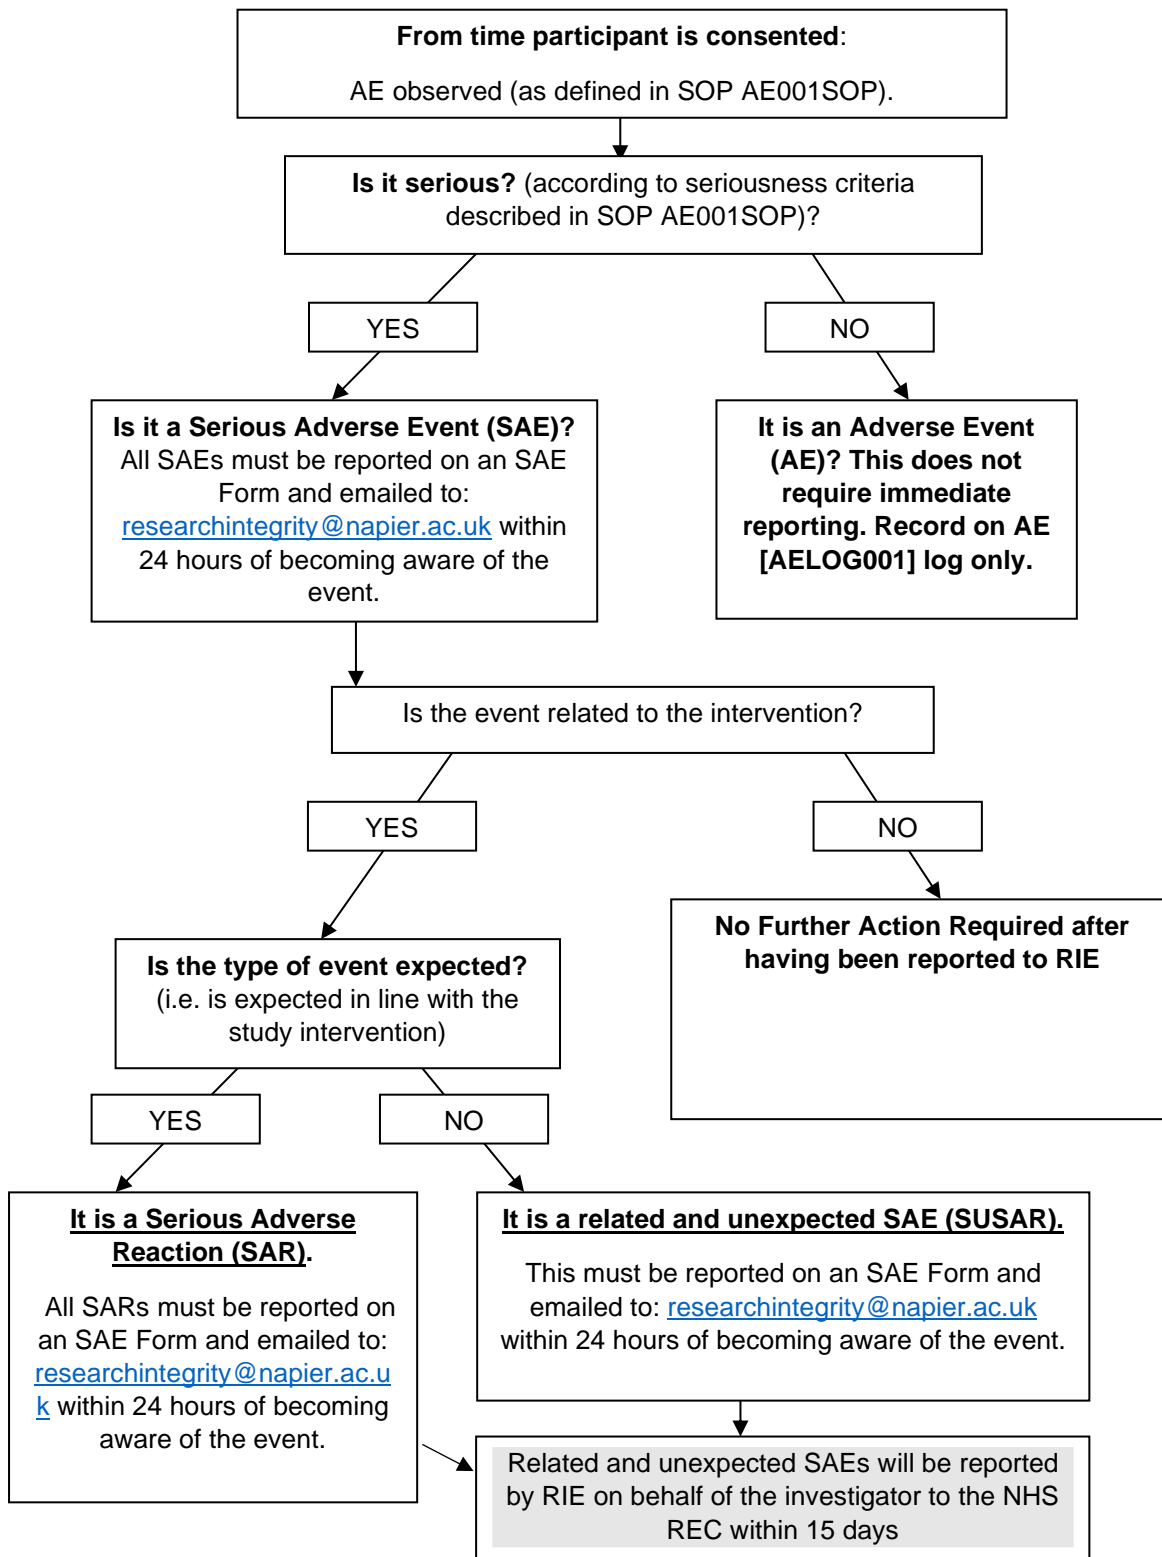 From time participant is consented:
AE observed (as defined in SOP AE001SOP).
Is it serious? (according to seriousness criteria
described in SOP AE001SOP)?
YES
NO
Is it a Serious Adverse Event (SAE)?
All SAEs must be reported on an SAE
Form and emailed to:
researchintegrity@napier.ac.uk within
24 hours of becoming aware of the
event.
It is an Adverse Event
(AE)? This does not
require immediate
reporting. Record on AE
[AELOG001] log only.
Is the event related to the intervention?
YES
NO
Is the type of event expected?
(i.e. is expected in line with the
study intervention)
No Further Action Required after
having been reported to RIE
YES
NO
It is a Serious Adverse
Reaction (SAR).
All SARs must be reported on
an SAE Form and emailed to:
researchintegrity@napier.ac.u
k within 24 hours of becoming
aware of the event.
It is a related and unexpected SAE (SUSAR).
This must be reported on an SAE Form and
emailed to: researchintegrity@napier.ac.uk
within 24 hours of becoming aware of the event.
Related and unexpected SAEs will be reported
by RIE on behalf of the investigator to the NHS
REC within 15 days